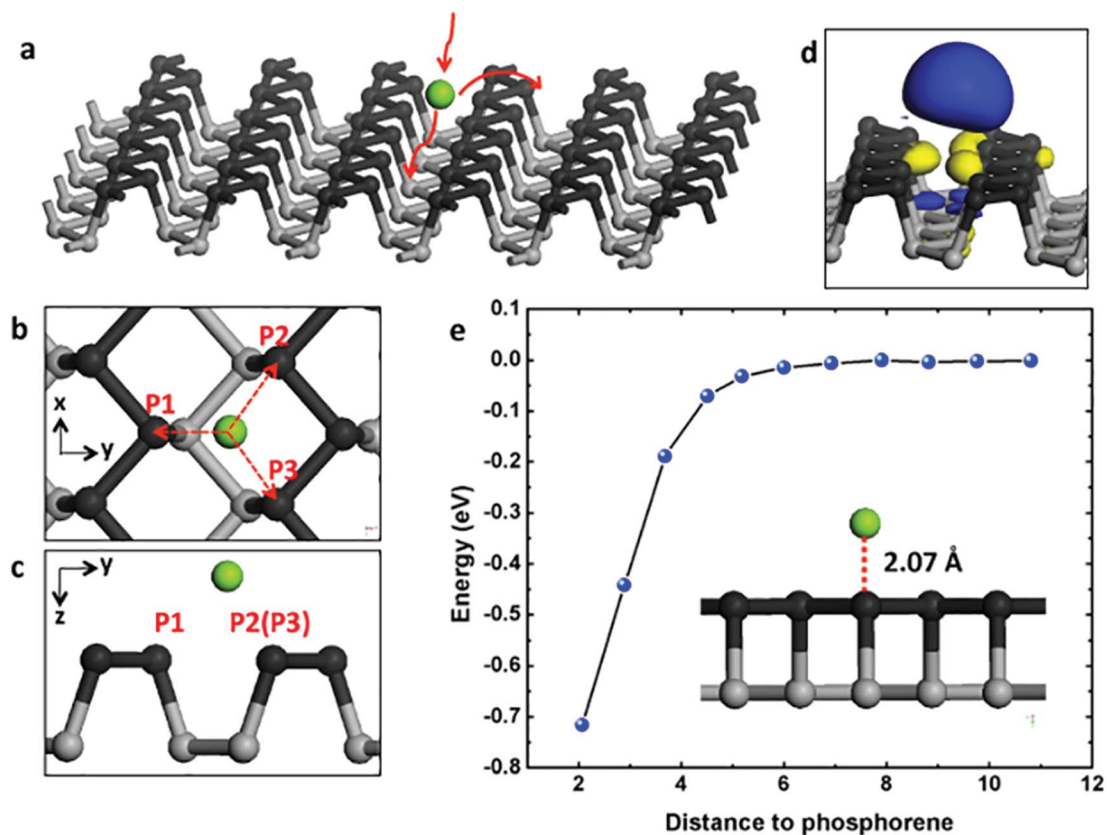 a
d
b
P2
x
P1
y
P3
c
y
z
P1
P2(P3)
e
0.1
0.0
-0.1
-0.2
-0.3
-0.4
-0.5
-0.6
-0.7
-0.8
Energy (eV)
2.07 Å
2
4
6
8
10
12
Distance to phosphorene